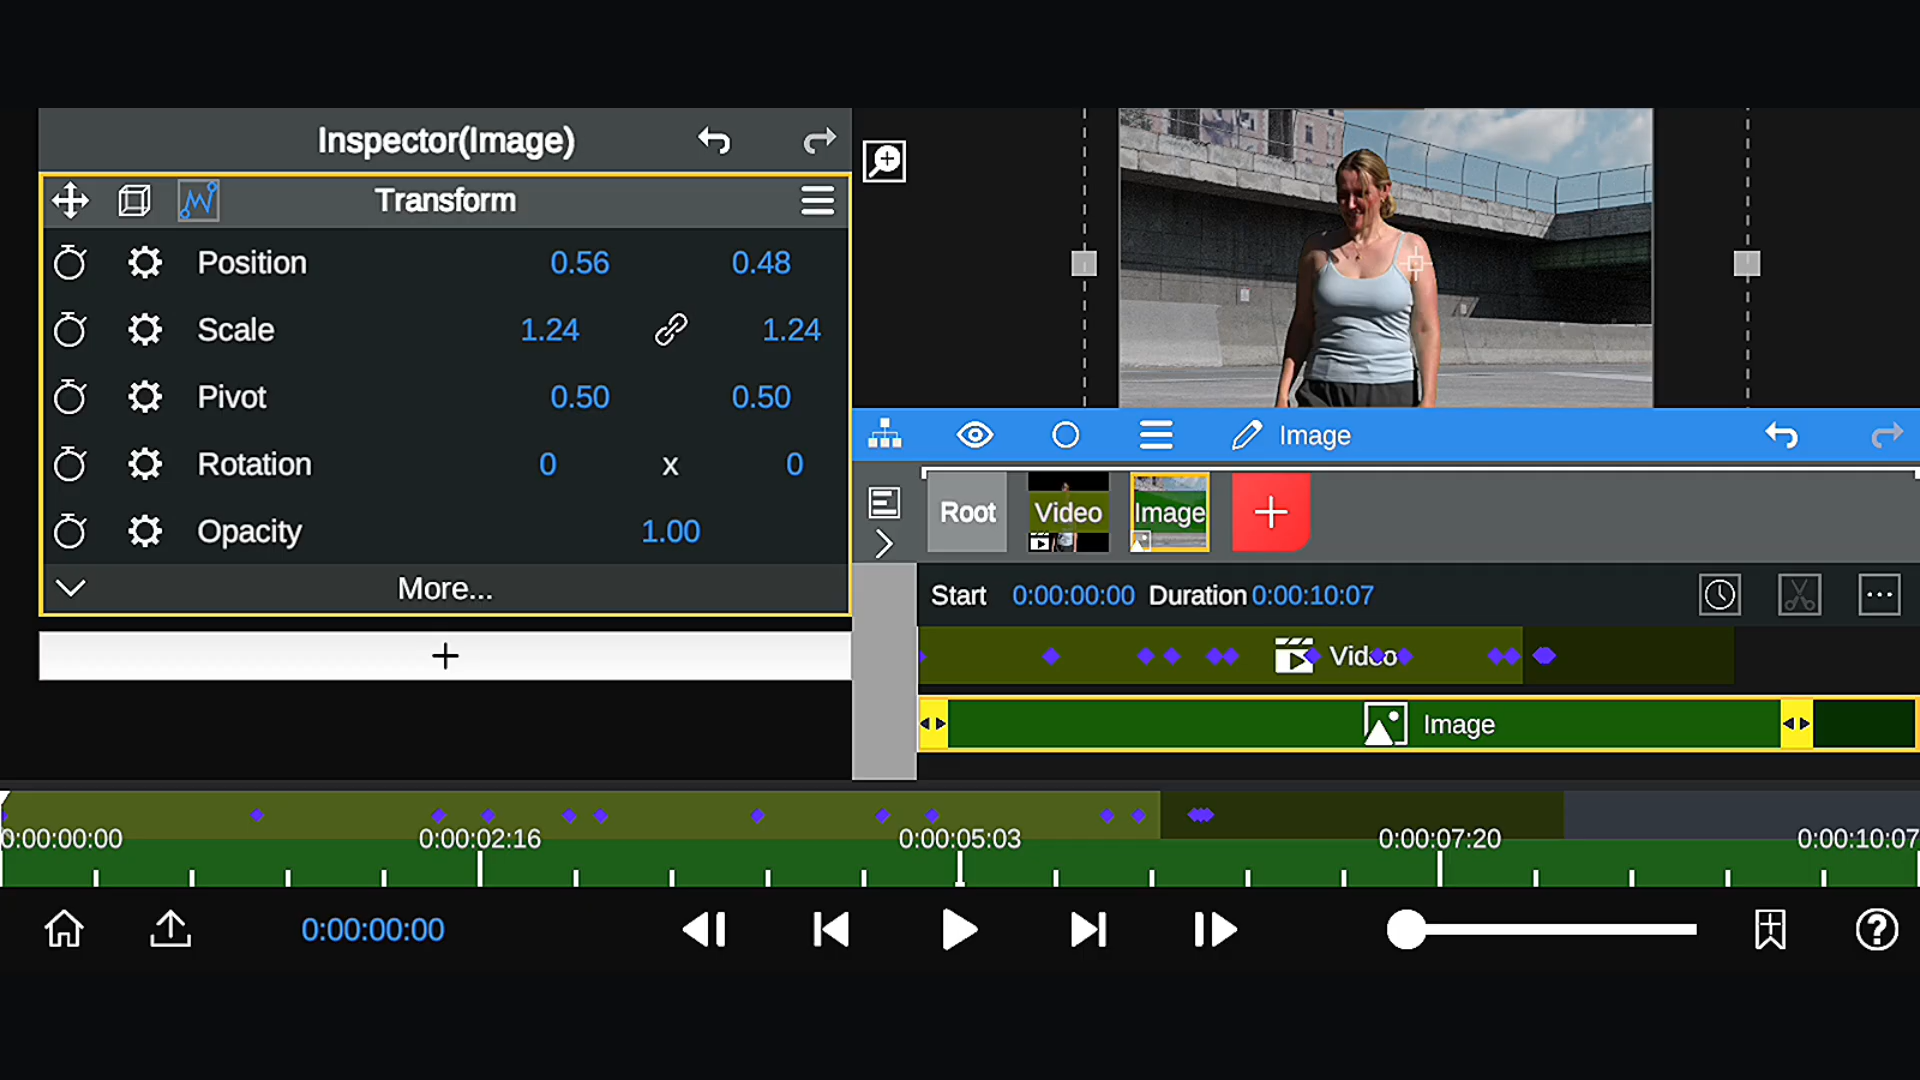 Inspector(Image)
Transform
Position 0.56 0.48
Scale 1.24 1.24
Pivot 0.50 0.50
Rotation 0 x 0
Opacity 1.00
More...
Image
Root Video Image
Start 0:00:00:00 Duration 0:00:10:07
Video
Image
0:00:00:00 0:00:02:16 0:00:05:03 0:00:07:20 0:00:10:07
0:00:00:00